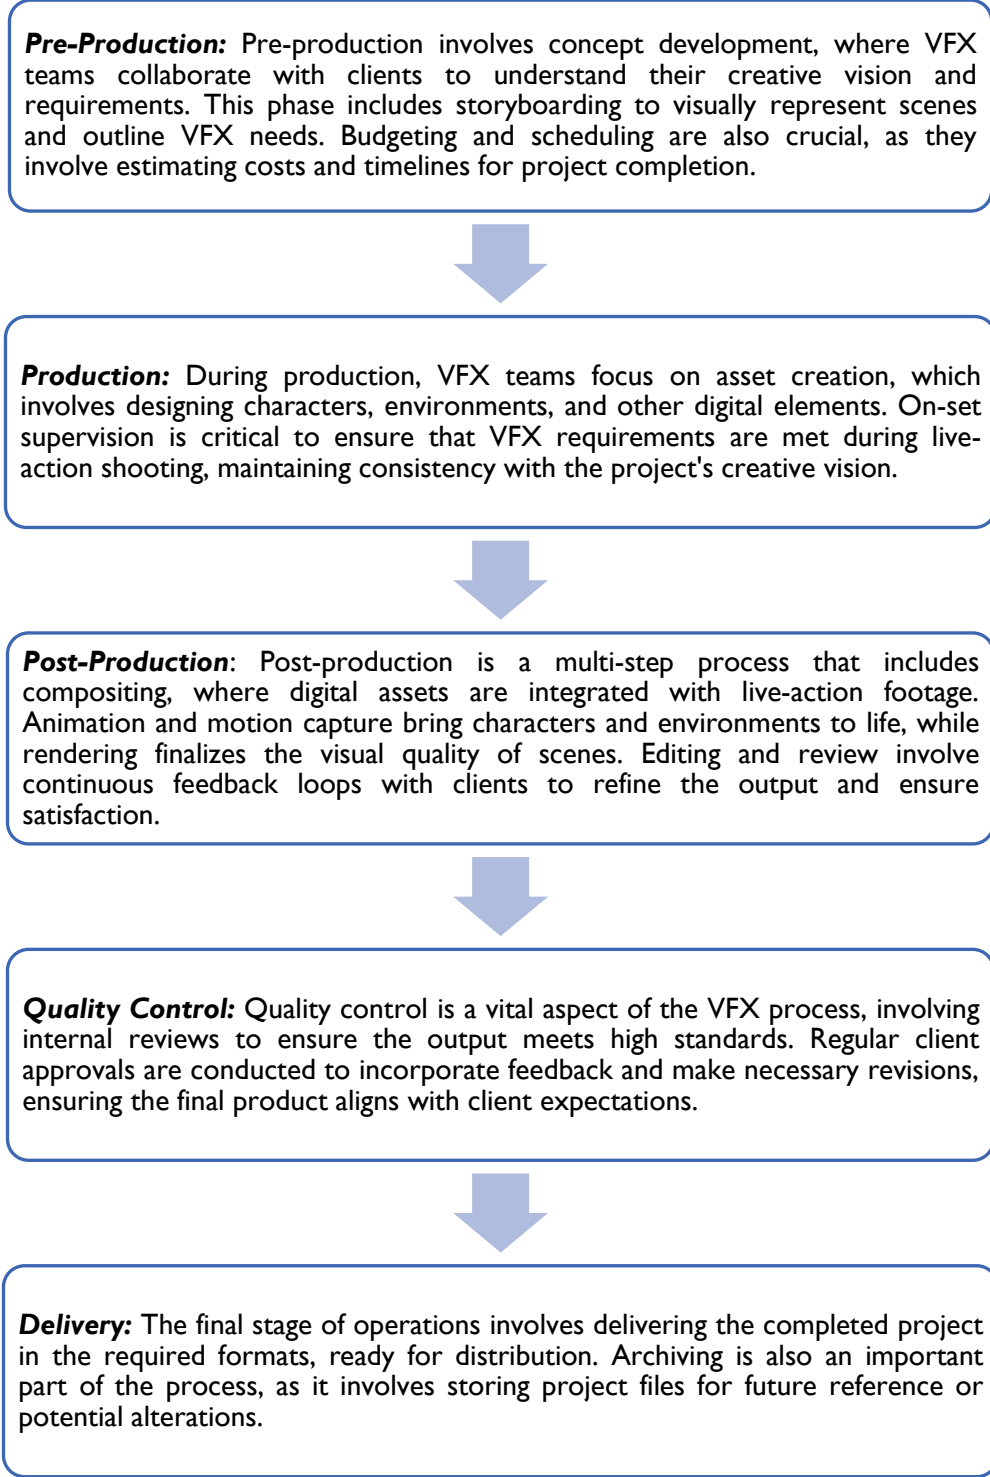 Pre-Production: Pre-production involves concept development, where VFX
teams collaborate with clients to understand their creative vision and
requirements. This phase includes storyboarding to visually represent scenes
and outline VFX needs. Budgeting and scheduling are also crucial, as they
involve estimating costs and timelines for project completion.
Production: During production, VFX teams focus on asset creation, which
involves designing characters, environments, and other digital elements. On-set
supervision is critical to ensure that VFX requirements are met during live-
action shooting, maintaining consistency with the project's creative vision.
Post-Production: Post-production is a multi-step process that includes
compositing, where digital assets are integrated with live-action footage.
Animation and motion capture bring characters and environments to life, while
rendering finalizes the visual quality of scenes. Editing and review involve
continuous feedback loops with clients to refine the output and ensure
satisfaction.
Quality Control: Quality control is a vital aspect of the VFX process, involving
internal reviews to ensure the output meets high standards. Regular client
approvals are conducted to incorporate feedback and make necessary revisions,
ensuring the final product aligns with client expectations.
Delivery: The final stage of operations involves delivering the completed project
in the required formats, ready for distribution. Archiving is also an important
part of the process, as it involves storing project files for future reference or
potential alterations.